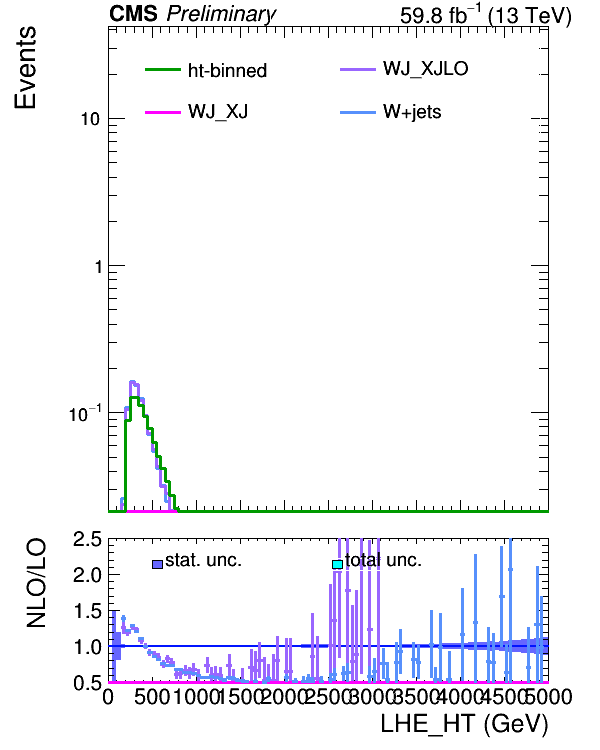 CMS Preliminary 59.8 fb⁻¹ (13 TeV)
Events
ht-binned WJ_XJLO
WJ_XJ W+jets
10
1
10⁻¹
NLO/LO
stat. unc. total unc.
2.5
2.0
1.5
1.0
0.5
0 500 1000 1500 2000 2500 3000 3500 4000 4500 5000
LHE_HT (GeV)